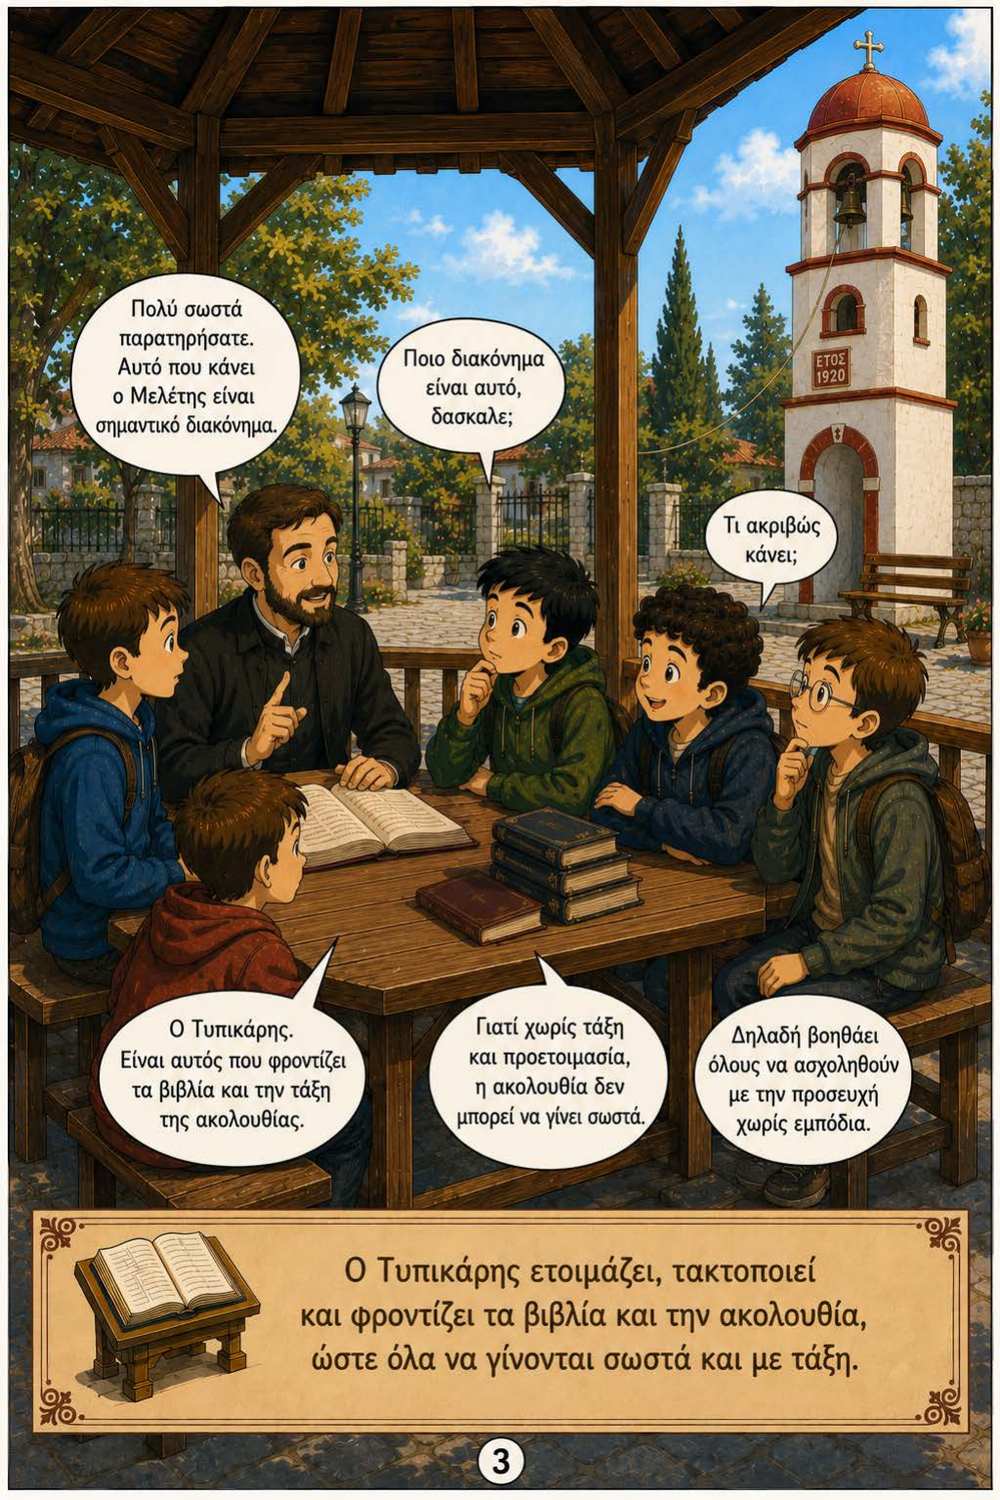 Πολύ σωστά
παρατηρήσατε.
Αυτό που κάνει
ο Μελέτης είναι
σημαντικό διακόνημα.
Ποιο διακόνημα
είναι αυτό,
δασκαλε;
Τι ακριβώς
κάνει;
ΕΤΟΣ
1920
Ο Τυπικάρης.
Είναι αυτός που φροντίζει
τα βιβλία και την τάξη
της ακολουθίας.
Γιατί χωρίς τάξη
και προετοιμασία,
η ακολουθία δεν
μπορεί να γίνει σωστά.
Δηλαδή βοηθάει
όλους να ασχοληθούν
με την προσευχή
χωρίς εμπόδια.
Ο Τυπικάρης ετοιμάζει, τακτοποιεί
και φροντίζει τα βιβλία και την ακολουθία,
ώστε όλα να γίνονται σωστά και με τάξη.
3